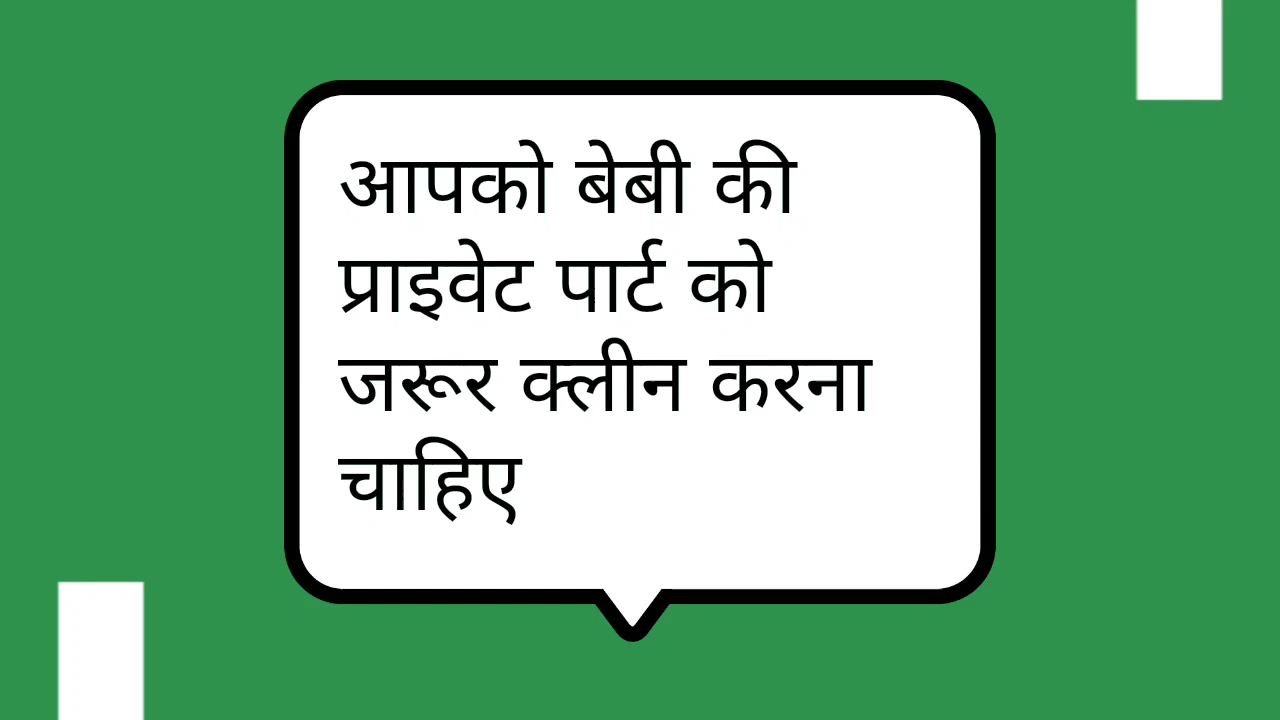 आपको बेबी की
प्राइवेट पार्ट को
जरूर क्लीन करना
चाहिए